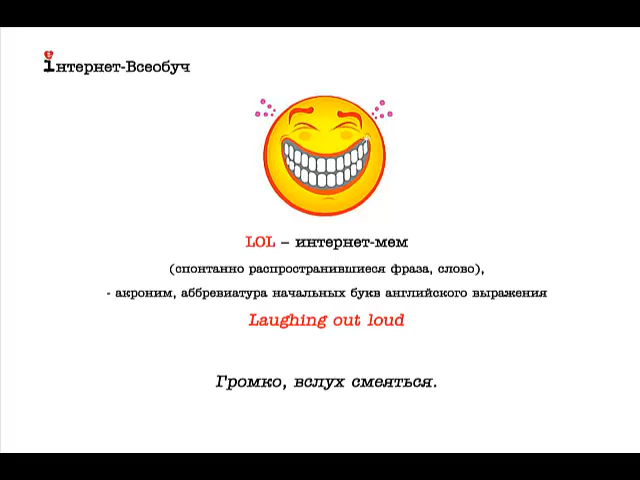 iнтернет-Всеобуч
LOL – интернет-мем
(спонтанно распространившиеся фраза, слово),
- акроним, аббревиатура начальных букв английского выражения
Laughing out loud
Громко, вслух смеяться.